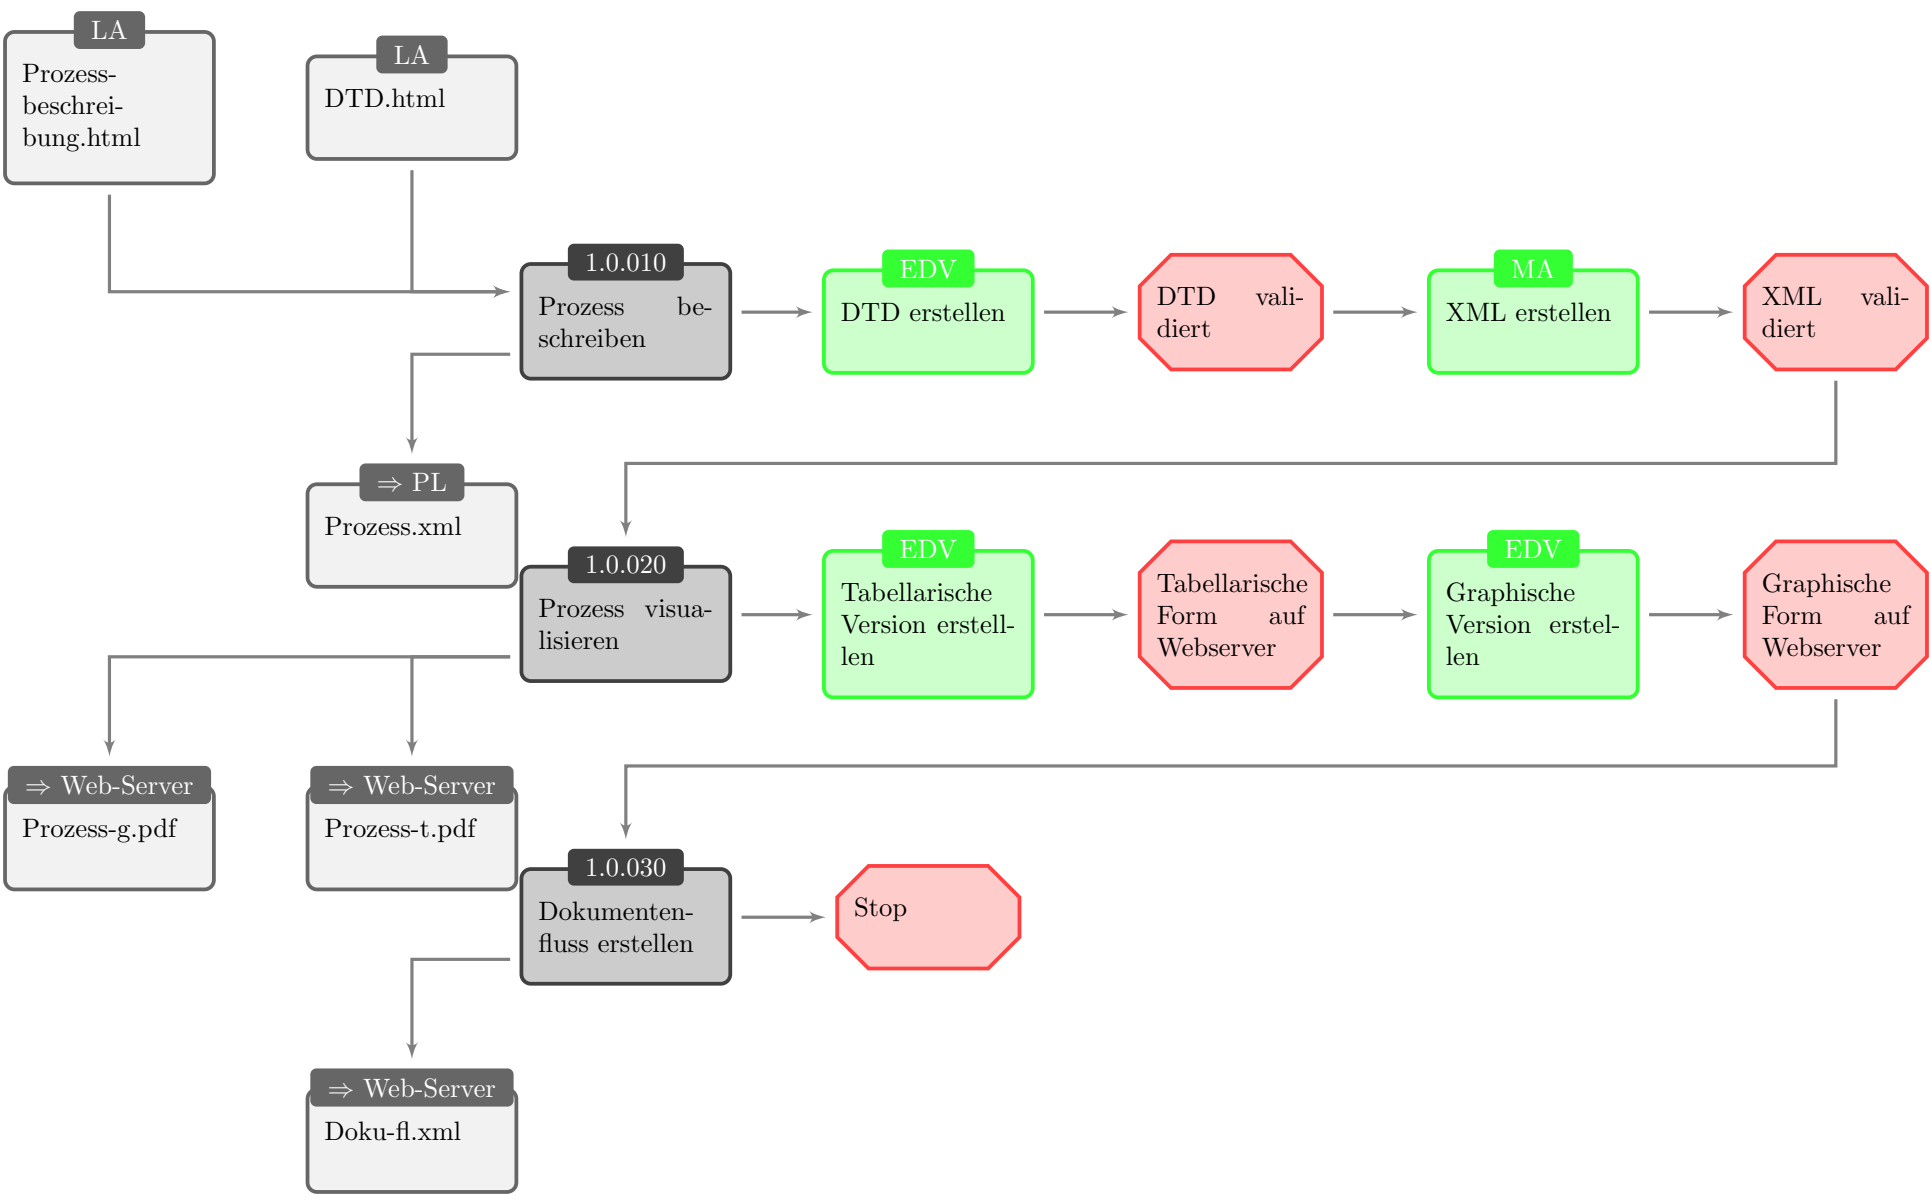 LA
Prozess-
beschrei-
bung.html
LA
DTD.html
1.0.010
Prozess be-
schreiben
EDV
DTD erstellen
DTD vali-
diert
MA
XML erstellen
XML vali-
diert
⇒ PL
Prozess.xml
1.0.020
Prozess visua-
lisieren
EDV
Tabellarische
Version erstel-
len
Tabellarische
Form auf
Webserver
EDV
Graphische
Version erstel-
len
Graphische
Form auf
Webserver
⇒ Web-Server
Prozess-g.pdf
⇒ Web-Server
Prozess-t.pdf
1.0.030
Dokumenten-
fluss erstellen
Stop
⇒ Web-Server
Doku-fl.xml